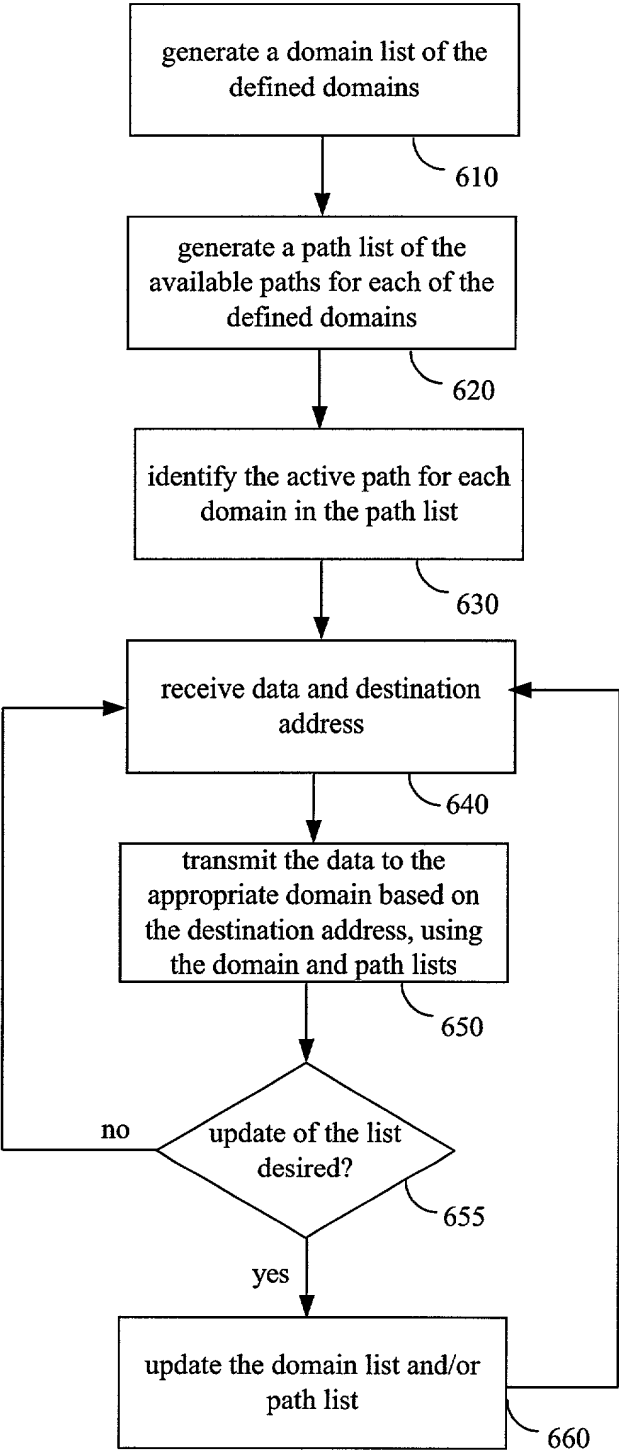 generate a domain list of the
defined domains
610
generate a path list of the
available paths for each of the
defined domains
620
identify the active path for each
domain in the path list
630
receive data and destination
address
640
transmit the data to the
appropriate domain based on
the destination address, using
the domain and path lists
650
no
update of the list
desired?
655
yes
update the domain list and/or
path list
660